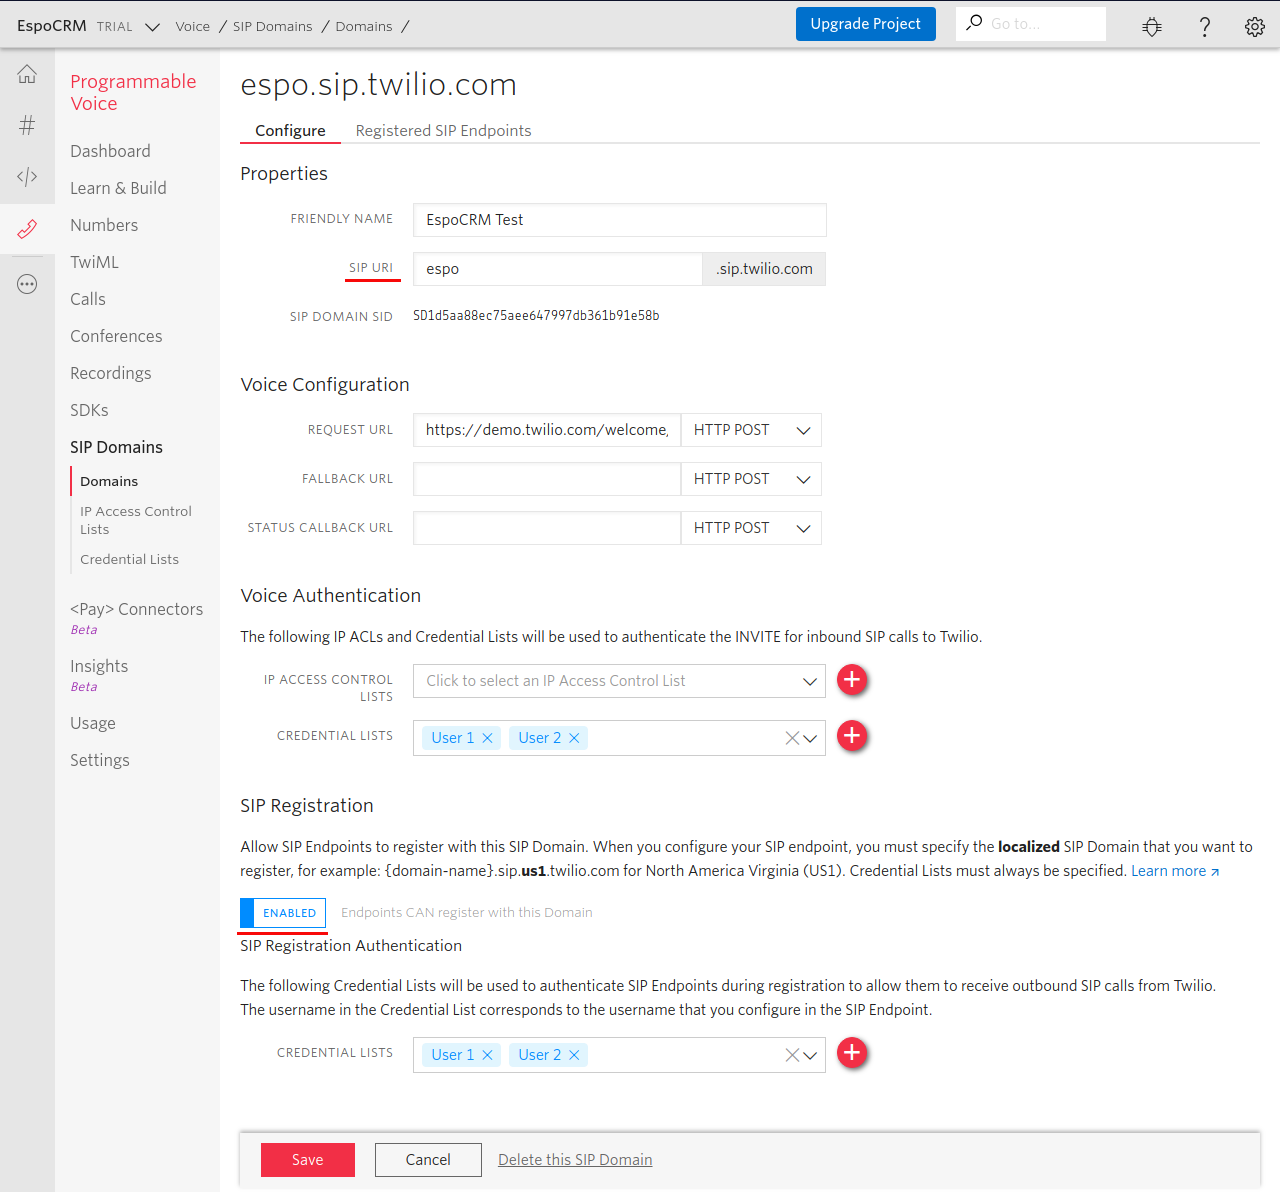 EspoCRM TRIAL Voice / SIP Domains / Domains / Upgrade Project Go to... ?
Programmable
Voice
Dashboard
Learn & Build
Numbers
TwiML
Calls
Conferences
Recordings
SDKs
SIP Domains
Domains
IP Access Control
Lists
Credential Lists
<Pay> Connectors
Beta
Insights
Beta
Usage
Settings
espo.sip.twilio.com
Configure Registered SIP Endpoints
Properties
FRIENDLY NAME EspoCRM Test
SIP URI espo .sip.twilio.com
SIP DOMAIN SID SD1d5aa88ec75aee647997db361b91e58b
Voice Configuration
REQUEST URL https://demo.twilio.com/welcome, HTTP POST
FALLBACK URL HTTP POST
STATUS CALLBACK URL HTTP POST
Voice Authentication
The following IP ACLs and Credential Lists will be used to authenticate the INVITE for inbound SIP calls to Twilio.
IP ACCESS CONTROL
LISTS Click to select an IP Access Control List
CREDENTIAL LISTS User 1 User 2
SIP Registration
Allow SIP Endpoints to register with this SIP Domain. When you configure your SIP endpoint, you must specify the localized SIP Domain that you want to
register, for example: {domain-name}.sip.us1.twilio.com for North America Virginia (US1). Credential Lists must always be specified. Learn more
ENABLED Endpoints CAN register with this Domain
SIP Registration Authentication
The following Credential Lists will be used to authenticate SIP Endpoints during registration to allow them to receive outbound SIP calls from Twilio.
The username in the Credential List corresponds to the username that you configure in the SIP Endpoint.
CREDENTIAL LISTS User 1 User 2
Save Cancel Delete this SIP Domain